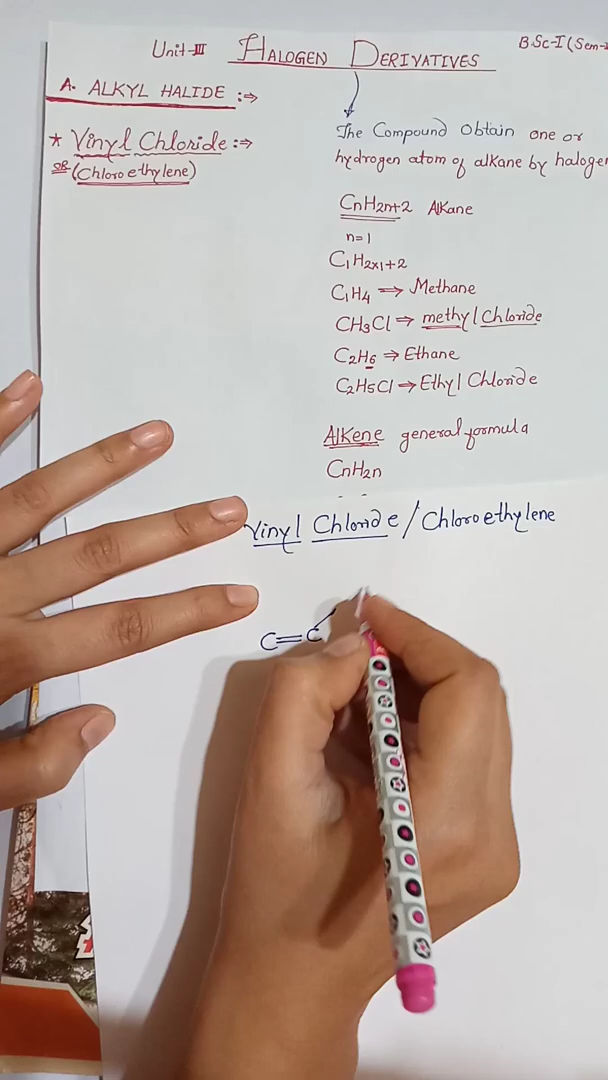 Unit-III HALOGEN DERIVATIVES B.Sc-I (Sem-
A. ALKYL HALIDE :⇒
* Vinyl Chloride :⇒
OR (Chloroethylene)
The Compound Obtain one or
hydrogen atom of alkane by halogen
CnH2n+2 Alkane
n=1
C1H2x1+2
C1H4 ⇒ Methane
CH3Cl ⇒ methyl Chloride
C2H6 ⇒ Ethane
C2H5Cl ⇒ Ethyl Chloride
Alkene general formula
CnH2n
Vinyl Chloride / Chloroethylene
C=C